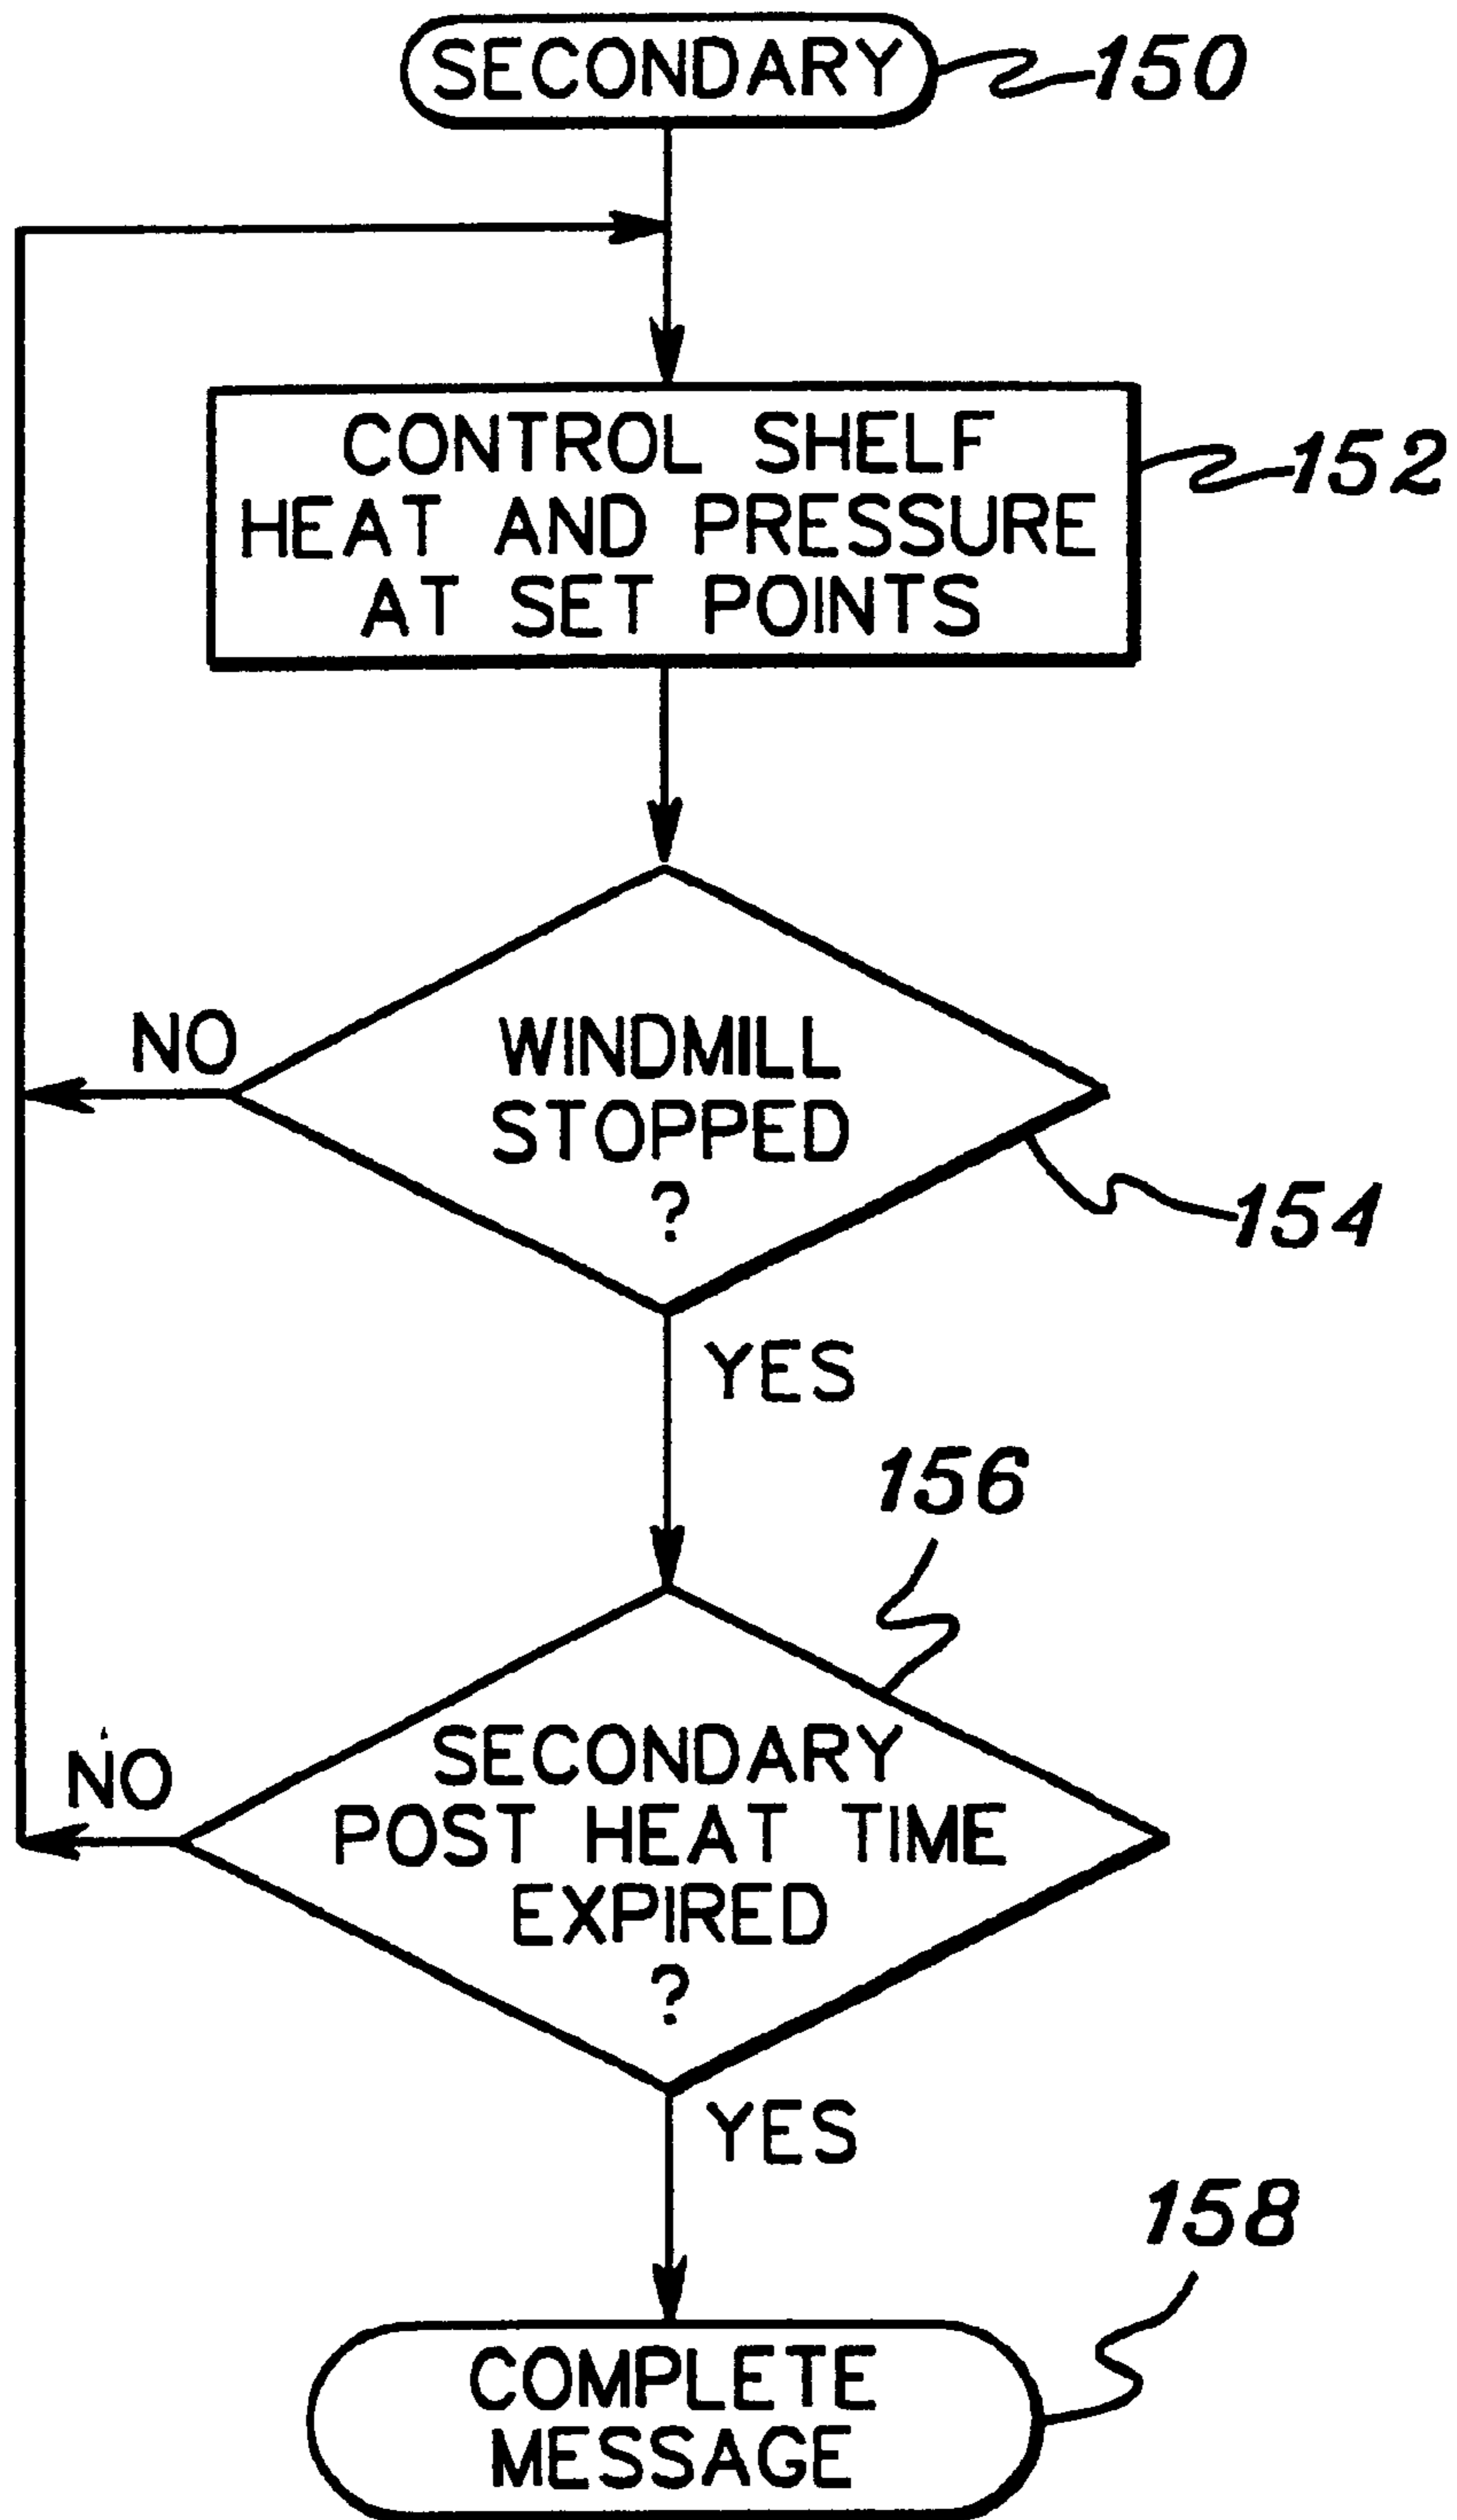 SECONDARY
150
CONTROL SHELF
HEAT AND PRESSURE
AT SET POINTS
152
NO
WINDMILL
STOPPED
?
154
YES
156
NO
SECONDARY
POST HEAT TIME
EXPIRED
?
YES
158
COMPLETE
MESSAGE